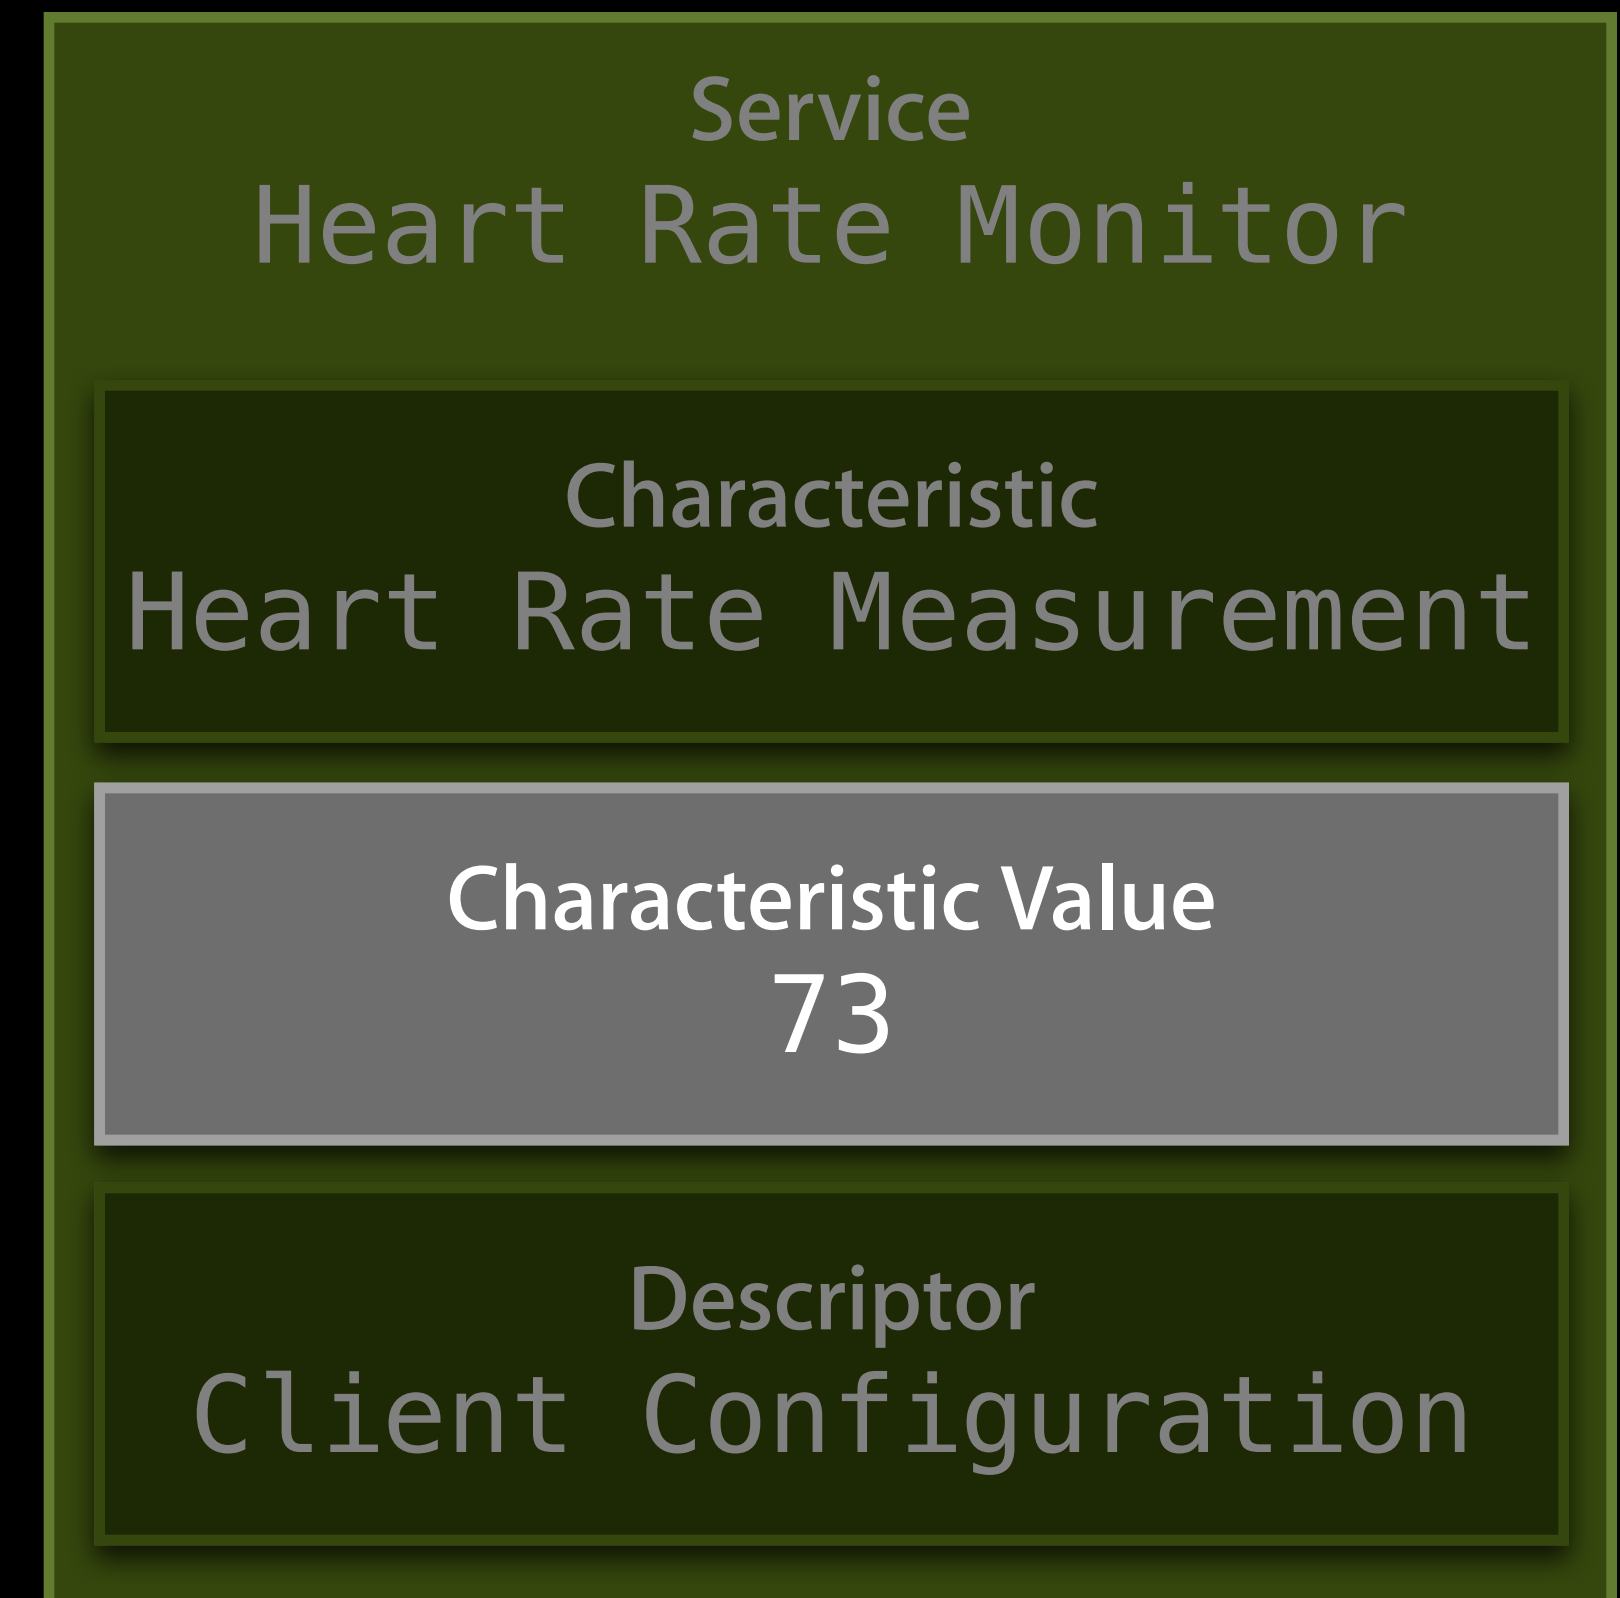 Service
Heart Rate Monitor
Characteristic
Heart Rate Measurement
Characteristic Value
73
Descriptor
Client Configuration